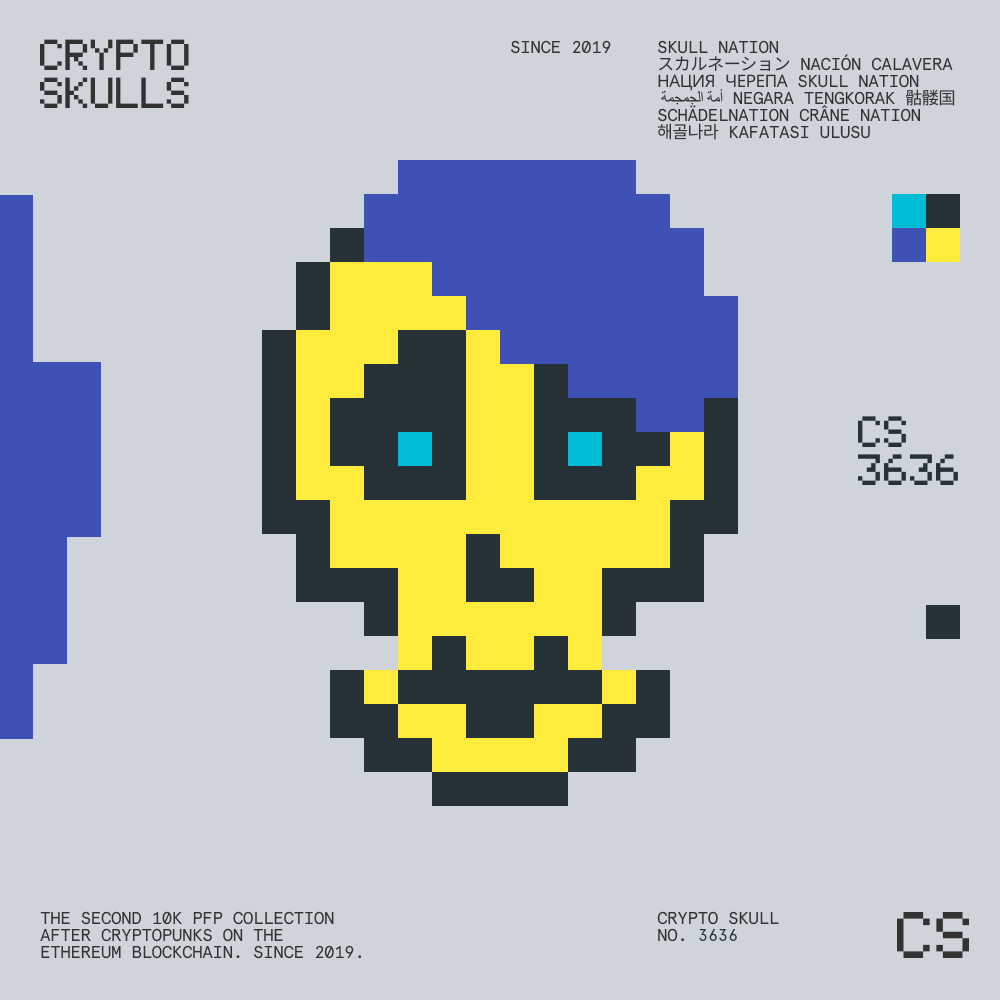 CRYPTO
SKULLS
SINCE 2019
SKULL NATION
スカルネーション NACIÓN CALAVERA
НАЦИЯ ЧЕРЕПА SKULL NATION
أمة الجمجمة NEGARA TENGKORAK 骷髅国
SCHÄDELNATION CRÂNE NATION
해골나라 KAFATASI ULUSU
CS
3636
THE SECOND 10K PFP COLLECTION
AFTER CRYPTOPUNKS ON THE
ETHEREUM BLOCKCHAIN. SINCE 2019.
CRYPTO SKULL
NO. 3636
CS